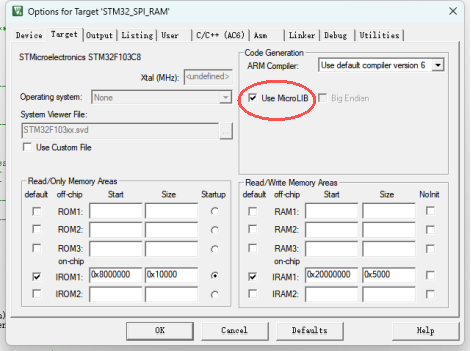 Options for Target 'STM32_SPI_RAM'
Device Target Output Listing User C/C++ (AC6) Asm Linker Debug Utilities
STMicroelectronics STM32F103C8
Xtal (MHz): <undefined>
Operating system: None
System Viewer File:
STM32F103xx.svd ...
Use Custom File
Code Generation
ARM Compiler: Use default compiler version 6
Use MicroLIB Big Endian
Read/Only Memory Areas
default off-chip Start Size Startup
ROM1:
ROM2:
ROM3:
on-chip
IROM1: 0x8000000 0x10000
IROM2:
Read/Write Memory Areas
default off-chip Start Size NoInit
RAM1:
RAM2:
RAM3:
on-chip
IRAM1: 0x20000000 0x5000
IRAM2:
OK Cancel Defaults Help